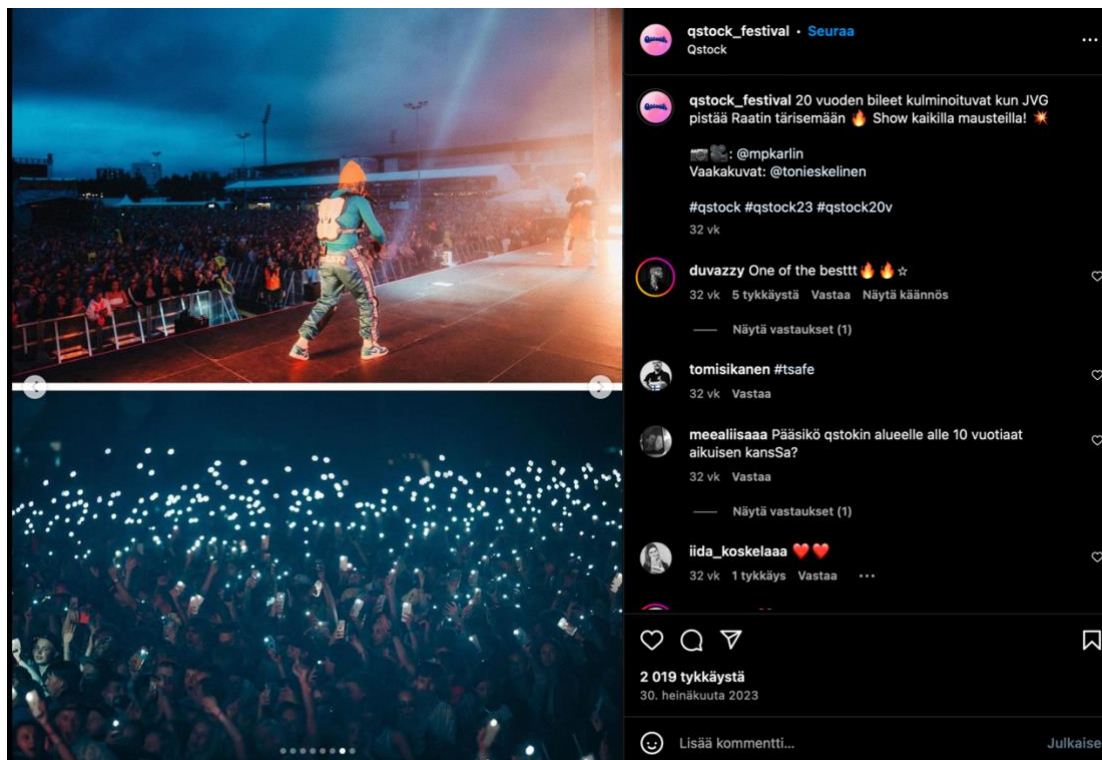 qstock_festival • Seuraa
Qstock
qstock_festival 20 vuoden bileet kulminoituvat kun JVG
pistää Raatin tärisemään 🔥 Show kaikilla mausteilla! 💥
📷🎥: @mpkarlin
Vaakakuvat: @tonieskelinen
#qstock #qstock23 #qstock20v
32 vk
duvazzy One of the besttt🔥🔥☆
32 vk 5 tykkäystä Vastaa Näytä käännös
Näytä vastaukset (1)
tomisikanen #tsafe
32 vk Vastaa
meealiisaaa Pääsikö qstokin alueelle alle 10 vuotiaat
aikuisen kansSa?
32 vk Vastaa
Näytä vastaukset (1)
iida_koskelaaa ❤️❤️
32 vk 1 tykkäys Vastaa
2 019 tykkäystä
30. heinäkuuta 2023
Lisää kommentti... Julkaise